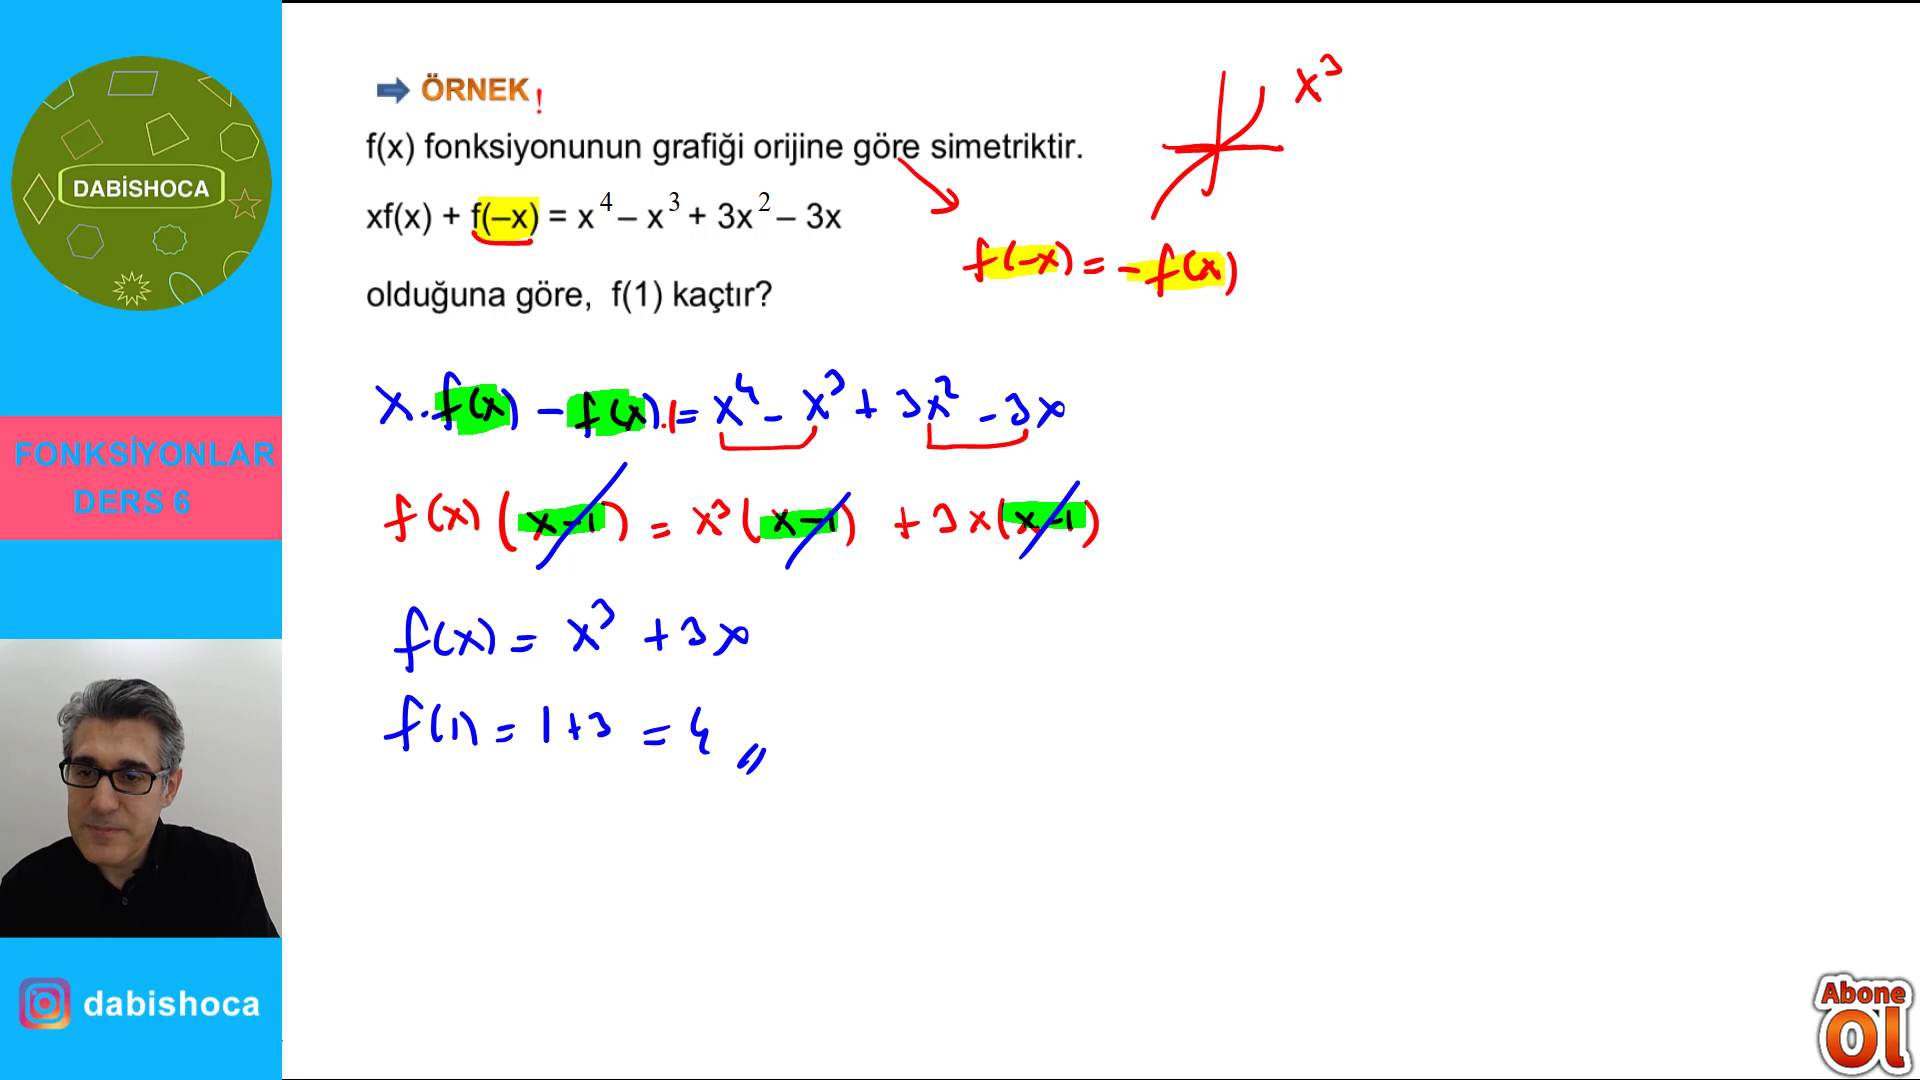 DABİSHOCA
FONKSİYONLAR
DERS 6
dabishoca
ÖRNEK !
f(x) fonksiyonunun grafiği orijine göre simetriktir.
xf(x) + f(–x) = x⁴ – x³ + 3x² – 3x
olduğuna göre, f(1) kaçtır?
x³
f(-x) = -f(x)
x.f(x) - f(x).1 = x⁴ - x³ + 3x² - 3x
f(x) (x-1) = x³ (x-1) + 3x(x-1)
f(x) = x³ + 3x
f(1) = 1+3 = 4 //
Abone
Ol